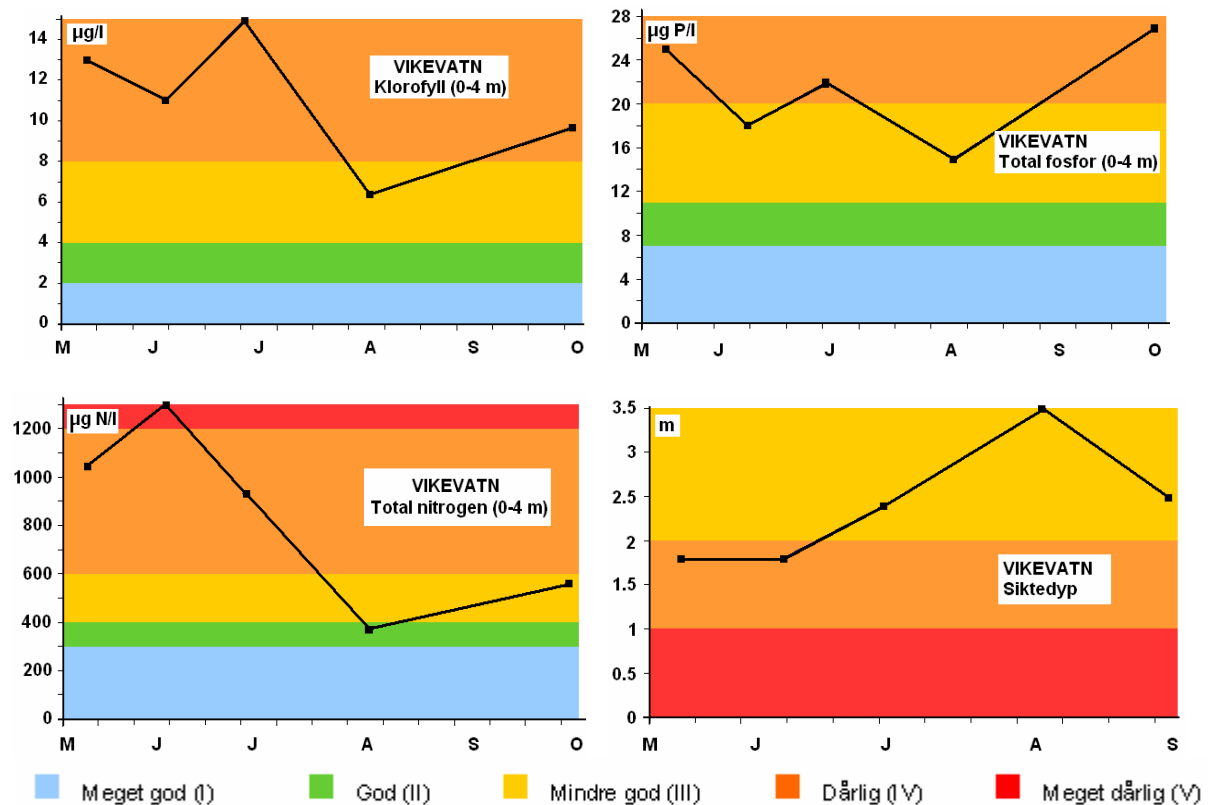 µg/l
14
12
10
8
6
4
2
0
VIKEVATN
Klorofyll (0-4 m)
M J J A S O
µg P/l
28
24
20
16
12
8
4
0
VIKEVATN
Total fosfor (0-4 m)
M J J A S O
µg N/l
1200
1000
800
600
400
200
0
VIKEVATN
Total nitrogen (0-4 m)
M J J A S O
m
3.5
3
2.5
2
1.5
1
0.5
0
VIKEVATN
Siktedyp
M J J A S
Meget god (I) God (II) Mindre god (III) Dårlig (IV) Meget dårlig (V)